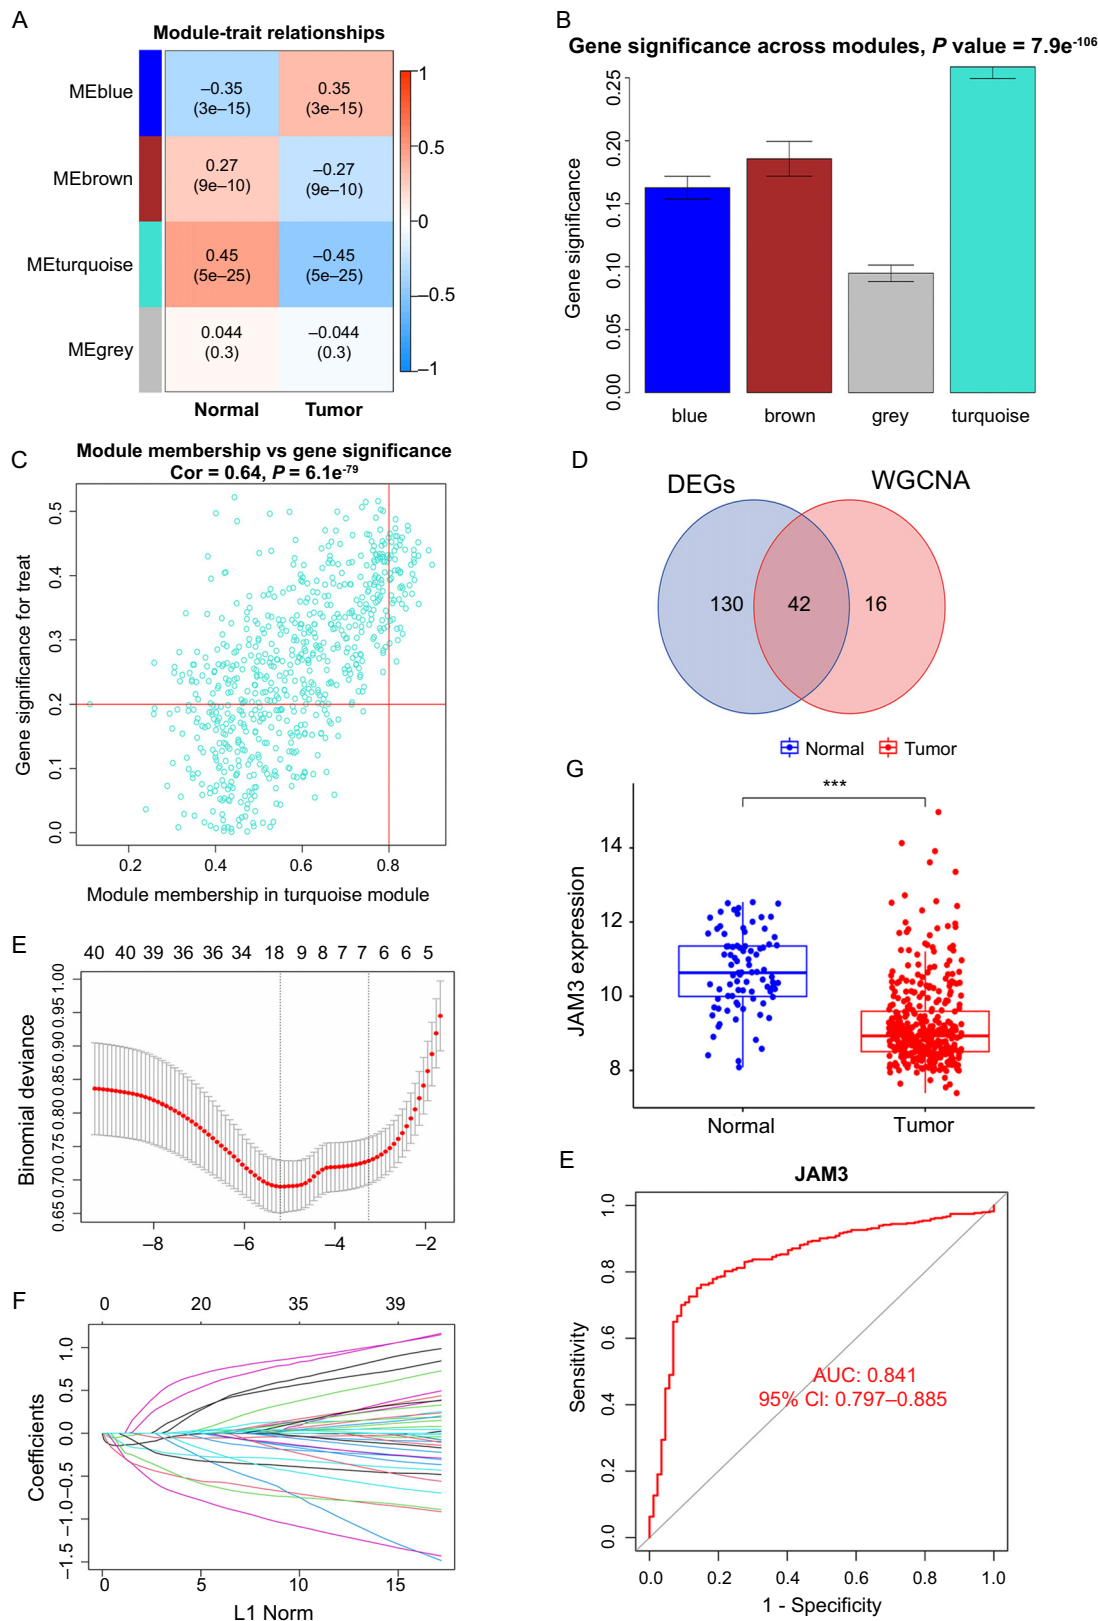 A
Module-trait relationships
MEblue
MEbrown
MEturquoise
MEgrey
–0.35
(3e–15)
0.35
(3e–15)
0.27
(9e–10)
–0.27
(9e–10)
0.45
(5e–25)
–0.45
(5e–25)
0.044
(0.3)
–0.044
(0.3)
Normal
Tumor
1
0.5
0
–0.5
–1
B
Gene significance across modules, P value = 7.9e-106
Gene significance
0.25
0.20
0.15
0.10
0.05
0.00
blue
brown
grey
turquoise
C
Module membership vs gene significance
Cor = 0.64, P = 6.1e-79
Gene significance for treat
0.5
0.4
0.3
0.2
0.1
0.0
0.2
0.4
0.6
0.8
Module membership in turquoise module
D
DEGs
WGCNA
130
42
16
E
40 40 39 36 36 34 18 9 8 7 7 6 6 5
Binomial deviance
1.00
0.95
0.90
0.85
0.80
0.75
0.70
0.65
–8
–6
–4
–2
F
0
20
35
39
Coefficients
1.0
0.5
0.0
–0.5
–1.0
–1.5
0
5
10
15
L1 Norm
G
Normal
Tumor
***
JAM3 expression
14
12
10
8
Normal
Tumor
E
JAM3
Sensitivity
1.0
0.8
0.6
0.4
0.2
0.0
AUC: 0.841
95% CI: 0.797–0.885
0.0
0.2
0.4
0.6
0.8
1.0
1 - Specificity